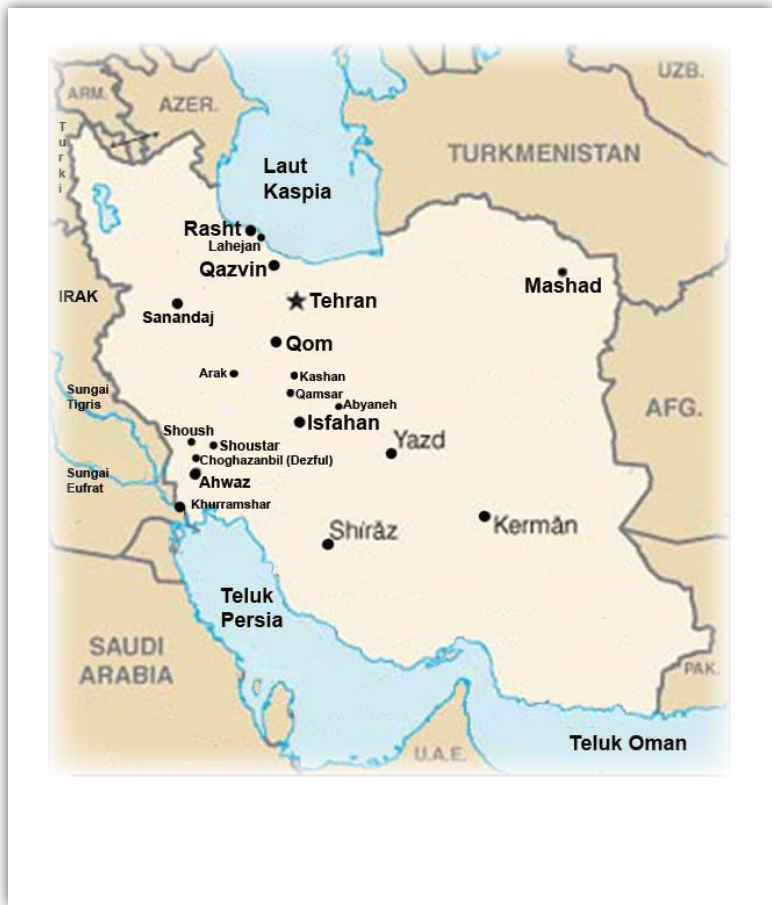 UZB.
ARM.
AZER.
Turki
TURKMENISTAN
Laut
Kaspia
Rasht
Lahejan
Qazvin
Mashad
IRAK
Tehran
Sanandaj
Qom
Arak
Kashan
Qamsar
Abyaneh
Sungai
Tigris
AFG.
Isfahan
Shoush
Shoustar
Yazd
Choghazanbil (Dezful)
Sungai
Eufrat
Ahwaz
Khurramshar
Shīrāz
Kermān
Teluk
Persia
SAUDI
ARABIA
PAK.
Teluk Oman
U.A.E.